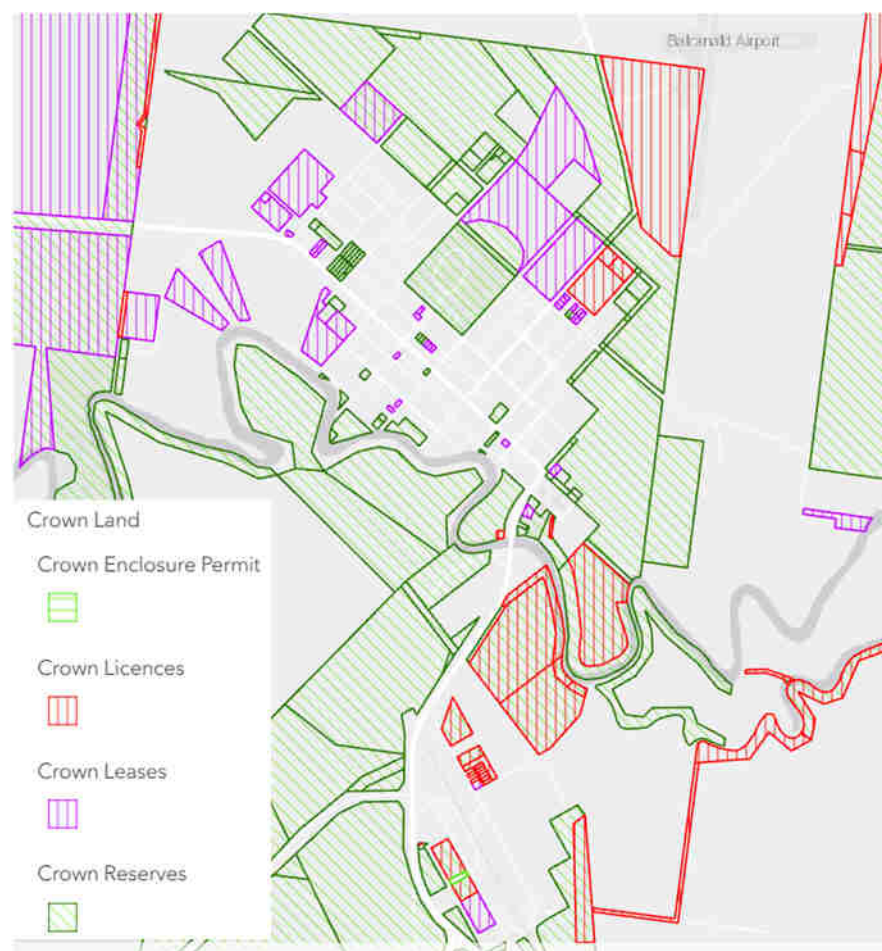 Balranald Airport
Crown Land
Crown Enclosure Permit
Crown Licences
Crown Leases
Crown Reserves